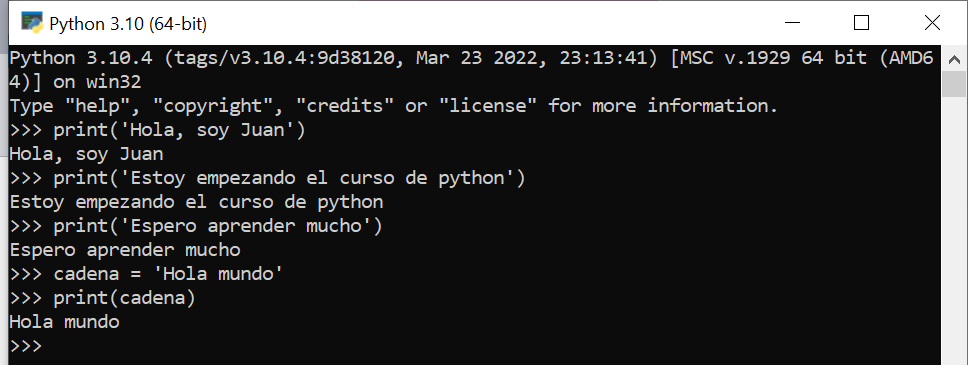 Python 3.10 (64-bit)
Python 3.10.4 (tags/v3.10.4:9d38120, Mar 23 2022, 23:13:41) [MSC v.1929 64 bit (AMD6
4)] on win32
Type "help", "copyright", "credits" or "license" for more information.
>>> print('Hola, soy Juan')
Hola, soy Juan
>>> print('Estoy empezando el curso de python')
Estoy empezando el curso de python
>>> print('Espero aprender mucho')
Espero aprender mucho
>>> cadena = 'Hola mundo'
>>> print(cadena)
Hola mundo
>>>